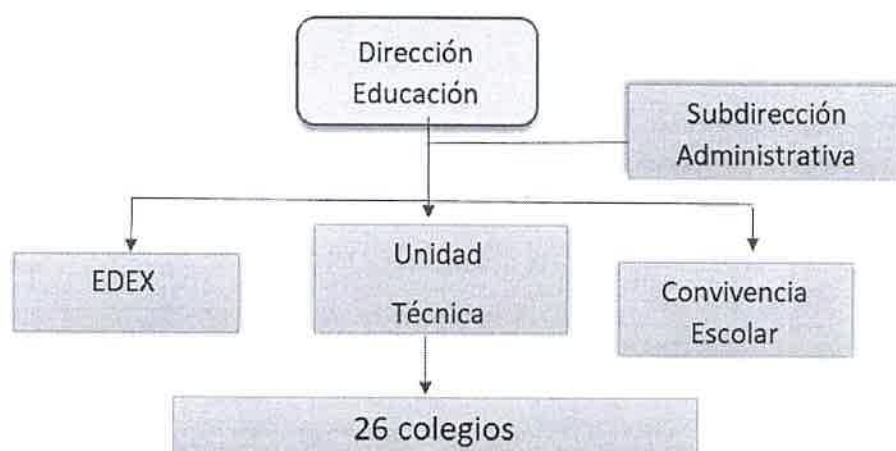 Dirección
Educación
Subdirección
Administrativa
EDEX
Unidad
Técnica
Convivencia
Escolar
26 colegios